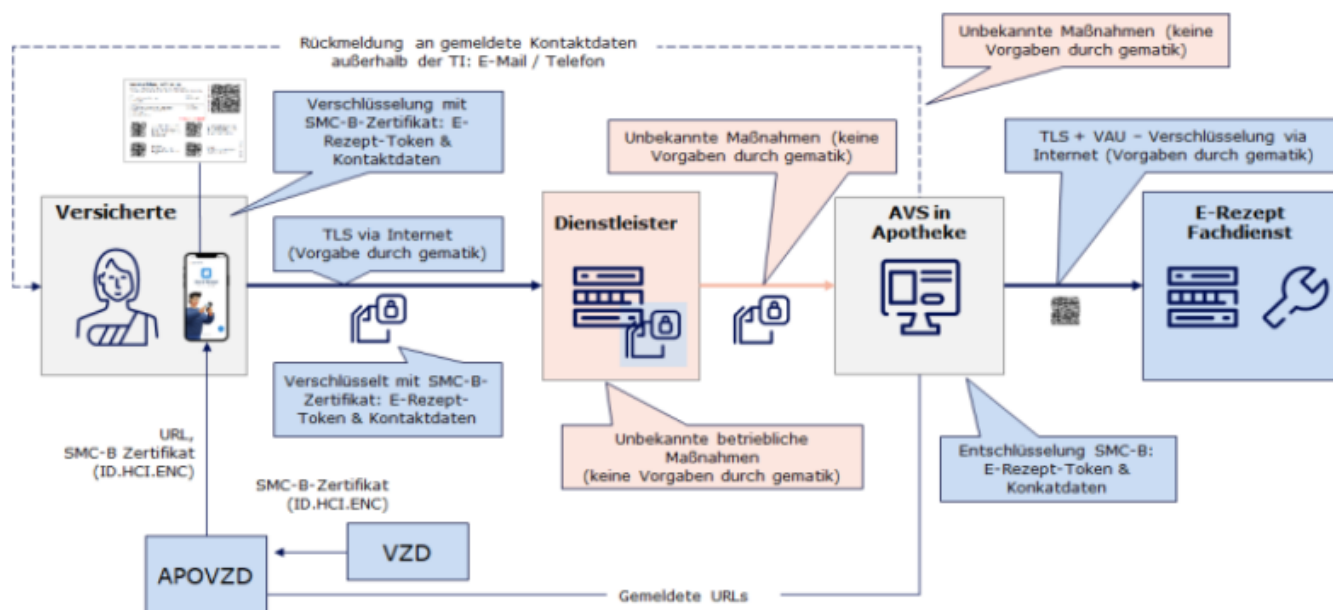 Rückmeldung an gemeldete Kontaktdaten
außerhalb der TI: E-Mail / Telefon
Unbekannte Maßnahmen (keine
Vorgaben durch gematik)
Verschlüsselung mit
SMC-B-Zertifikat: E-
Rezept-Token &
Kontaktdaten
Unbekannte Maßnahmen (keine
Vorgaben durch gematik)
TLS + VAU – Verschlüsselung via
Internet (Vorgaben durch gematik)
Versicherte
TLS via Internet
(Vorgabe durch gematik)
Dienstleister
AVS in
Apotheke
E-Rezept
Fachdienst
Verschlüsselt mit SMC-B-
Zertifikat: E-Rezept-
Token & Kontaktdaten
Unbekannte betriebliche
Maßnahmen
(keine Vorgaben durch gematik)
Entschlüsselung SMC-B:
E-Rezept-Token &
Konkatdaten
URL,
SMC-B Zertifikat
(ID.HCI.ENC)
SMC-B-Zertifikat
(ID.HCI.ENC)
APOVZD
VZD
Gemeldete URLs